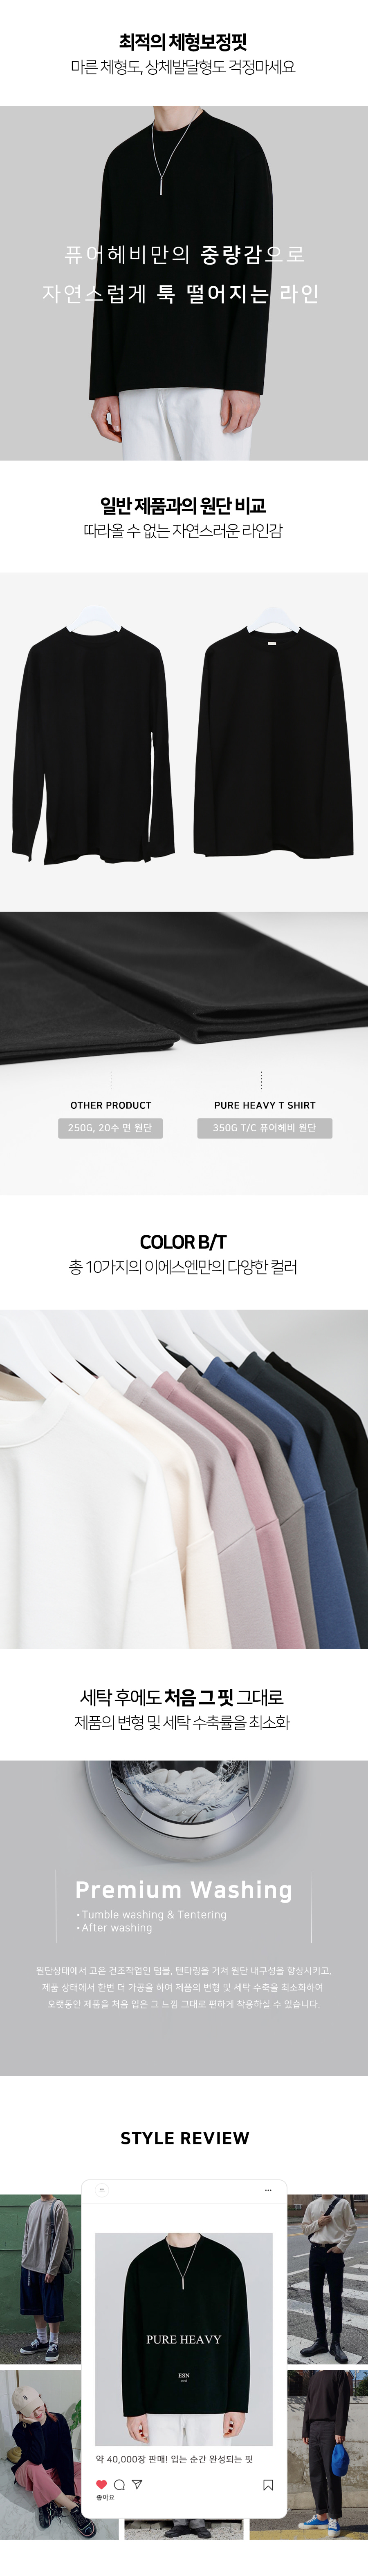 최적의 체형보정핏
마른 체형도, 상체발달형도 걱정마세요
퓨어헤비만의 중량감으로
자연스럽게 툭 떨어지는 라인
일반 제품과의 원단 비교
따라올 수 없는 자연스러운 라인감
OTHER PRODUCT
250G, 20수 면 원단
PURE HEAVY T SHIRT
350G T/C 퓨어헤비 원단
COLOR B/T
총 10가지의 이에스엔만의 다양한 컬러
세탁 후에도 처음 그 핏 그대로
제품의 변형 및 세탁 수축률을 최소화
Premium Washing
•Tumble washing & Tentering
•After washing
원단상태에서 고온 건조작업인 텀블, 텐타링을 거쳐 원단 내구성을 향상시키고,
제품 상태에서 한번 더 가공을 하여 제품의 변형 및 세탁 수축을 최소화하여
오랫동안 제품을 처음 입은 그 느낌 그대로 편하게 착용하실 수 있습니다.
STYLE REVIEW
PURE HEAVY
ESN
약 40,000장 판매! 입는 순간 완성되는 핏
좋아요